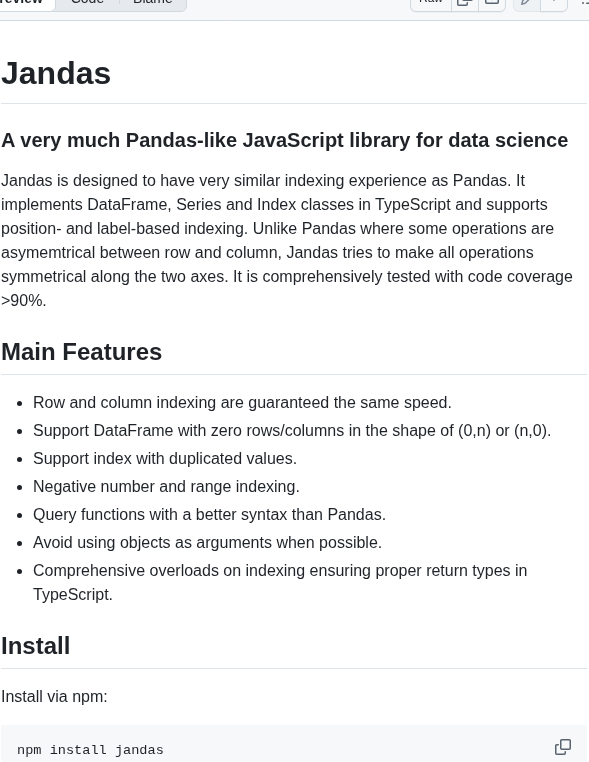 review Code Blame Raw
Jandas
A very much Pandas-like JavaScript library for data science
Jandas is designed to have very similar indexing experience as Pandas. It
implements DataFrame, Series and Index classes in TypeScript and supports
position- and label-based indexing. Unlike Pandas where some operations are
asymemtrical between row and column, Jandas tries to make all operations
symmetrical along the two axes. It is comprehensively tested with code coverage
>90%.
Main Features
Row and column indexing are guaranteed the same speed.
Support DataFrame with zero rows/columns in the shape of (0,n) or (n,0).
Support index with duplicated values.
Negative number and range indexing.
Query functions with a better syntax than Pandas.
Avoid using objects as arguments when possible.
Comprehensive overloads on indexing ensuring proper return types in
TypeScript.
Install
Install via npm:
npm install jandas